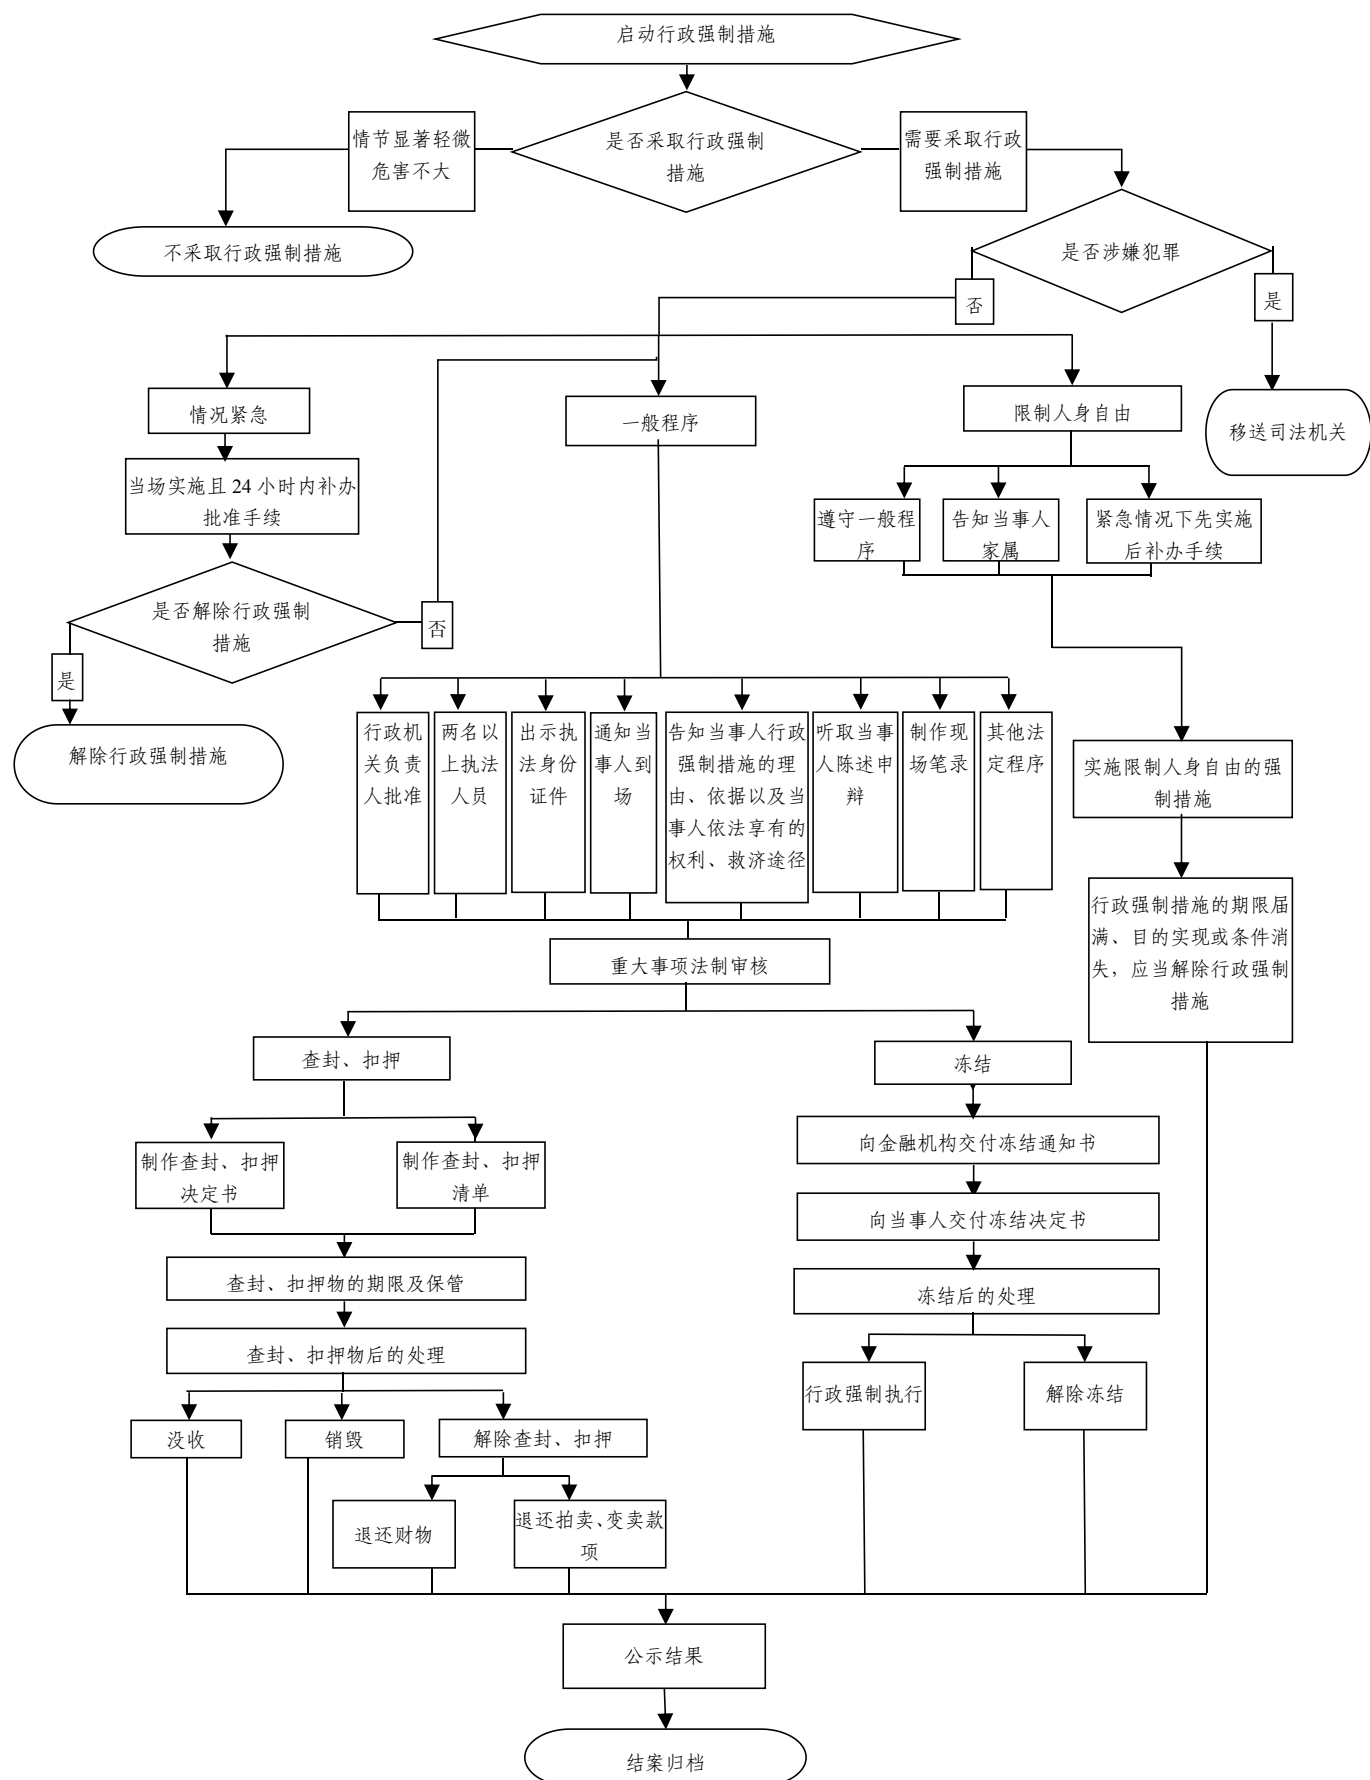 启动行政强制措施
情节显著轻微
危害不大
是否采取行政强制
措施
需要采取行政
强制措施
不采取行政强制措施
是否涉嫌犯罪
否
是
情况紧急
一般程序
限制人身自由
移送司法机关
当场实施且24小时内补办
批准手续
遵守一般程
序
告知当事人
家属
紧急情况下先实施
后补办手续
是否解除行政强制
措施
否
是
解除行政强制措施
行政机
关负责
人批准
两名以
上执法
人员
出示执
法身份
证件
通知当
事人到
场
告知当事人行政
强制措施的理
由、依据以及当
事人依法享有的
权利、救济途径
听取当事
人陈述申
辩
制作现
场笔录
其他法
定程序
实施限制人身自由的强
制措施
行政强制措施的期限届
满、目的实现或条件消
失，应当解除行政强制
措施
重大事项法制审核
查封、扣押
冻结
制作查封、扣押
决定书
制作查封、扣押
清单
向金融机构交付冻结通知书
向当事人交付冻结决定书
查封、扣押物的期限及保管
冻结后的处理
查封、扣押物后的处理
行政强制执行
解除冻结
没收
销毁
解除查封、扣押
退还财物
退还拍卖、变卖款
项
公示结果
结案归档